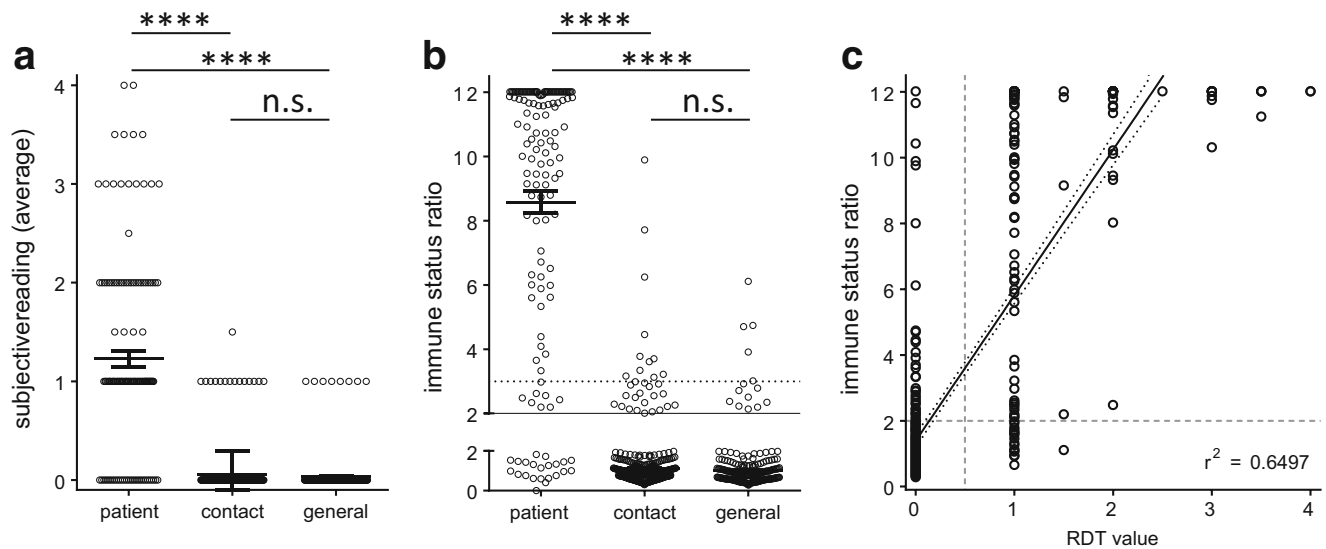 a
****
****
n.s.
subjectivereading (average)
4
3
2
1
0
patient contact general
b
****
****
n.s.
immune status ratio
12
10
8
6
4
2
2
0
patient contact general
c
immune status ratio
12
10
8
6
4
2
0
r² = 0.6497
0 1 2 3 4
RDT value